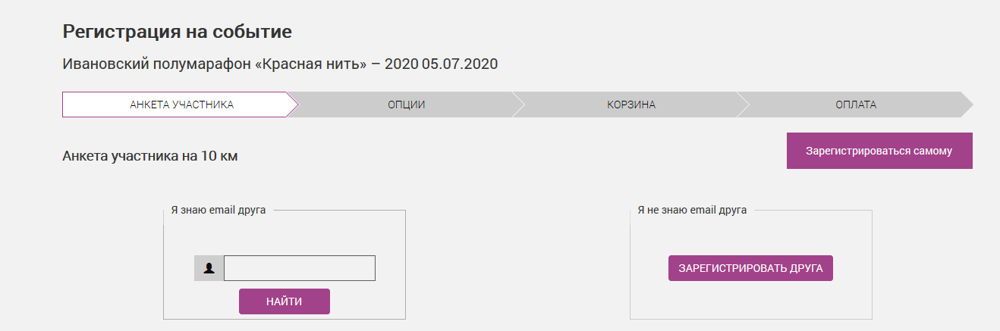 Регистрация на событие
Ивановский полумарафон «Красная нить» – 2020 05.07.2020
АНКЕТА УЧАСТНИКА
ОПЦИИ
КОРЗИНА
ОПЛАТА
Анкета участника на 10 км
Зарегистрироваться самому
Я знаю email друга
Я не знаю email друга
ЗАРЕГИСТРИРОВАТЬ ДРУГА
НАЙТИ